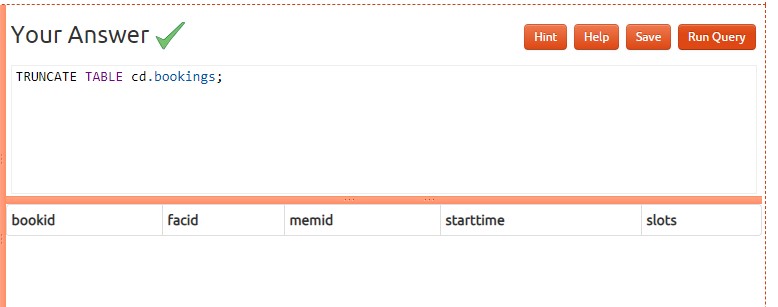 Your Answer
Hint Help Save Run Query
TRUNCATE TABLE cd.bookings;
bookid facid memid starttime slots